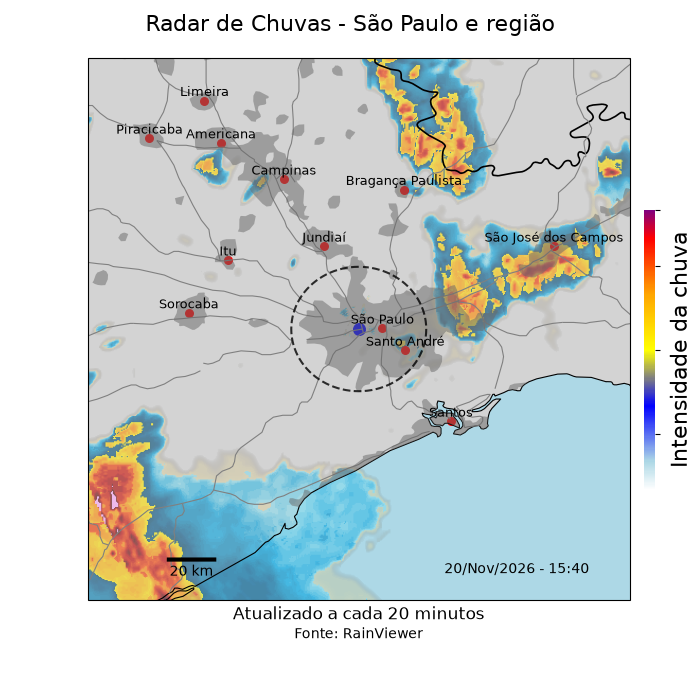 Radar de Chuvas - São Paulo e região
Limeira
Piracicaba
Americana
Campinas
Bragança Paulista
Jundiaí
São José dos Campos
Itu
Sorocaba
São Paulo
Santo André
Santos
Intensidade da chuva
20 km
20/Nov/2026 - 15:40
Atualizado a cada 20 minutos
Fonte: RainViewer